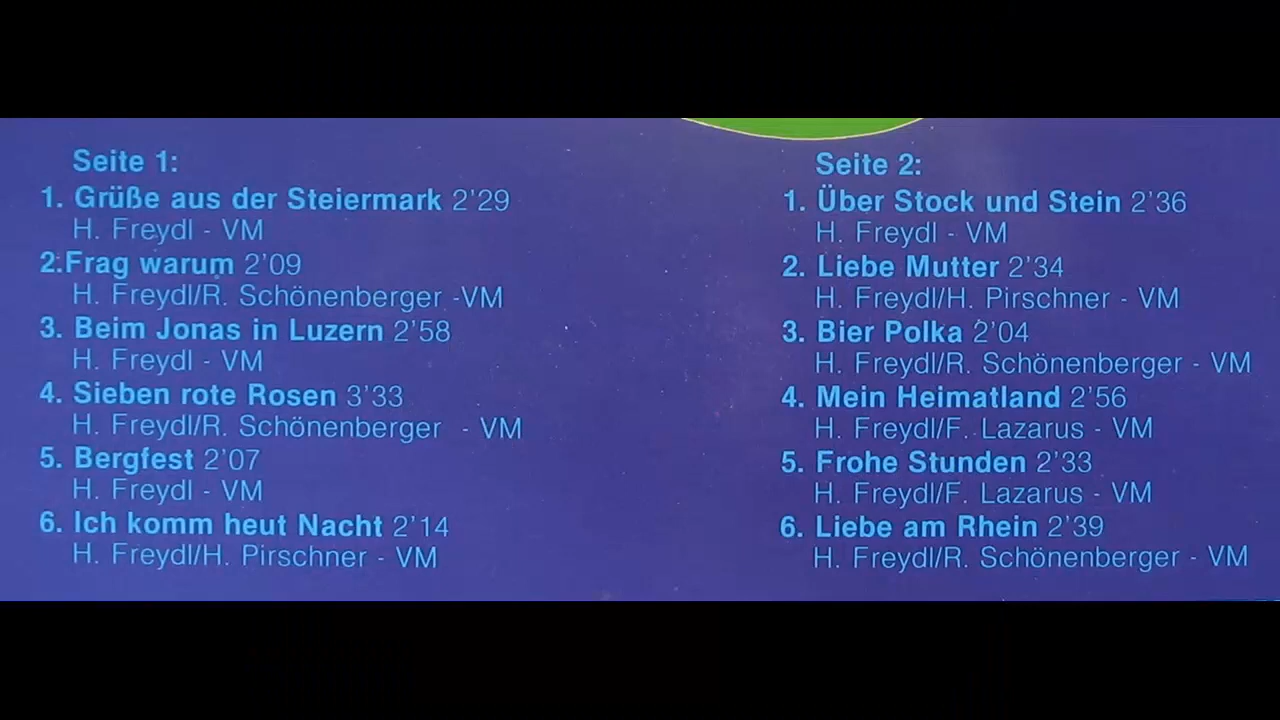 Seite 1:
1. Grüße aus der Steiermark 2'29
H. Freydl - VM
2.Frag warum 2'09
H. Freydl/R. Schönenberger -VM
3. Beim Jonas in Luzern 2'58
H. Freydl - VM
4. Sieben rote Rosen 3'33
H. Freydl/R. Schönenberger - VM
5. Bergfest 2'07
H. Freydl - VM
6. Ich komm heut Nacht 2'14
H. Freydl/H. Pirschner - VM
Seite 2:
1. Über Stock und Stein 2'36
H. Freydl - VM
2. Liebe Mutter 2'34
H. Freydl/H. Pirschner - VM
3. Bier Polka 2'04
H. Freydl/R. Schönenberger - VM
4. Mein Heimatland 2'56
H. Freydl/F. Lazarus - VM
5. Frohe Stunden 2'33
H. Freydl/F. Lazarus - VM
6. Liebe am Rhein 2'39
H. Freydl/R. Schönenberger - VM